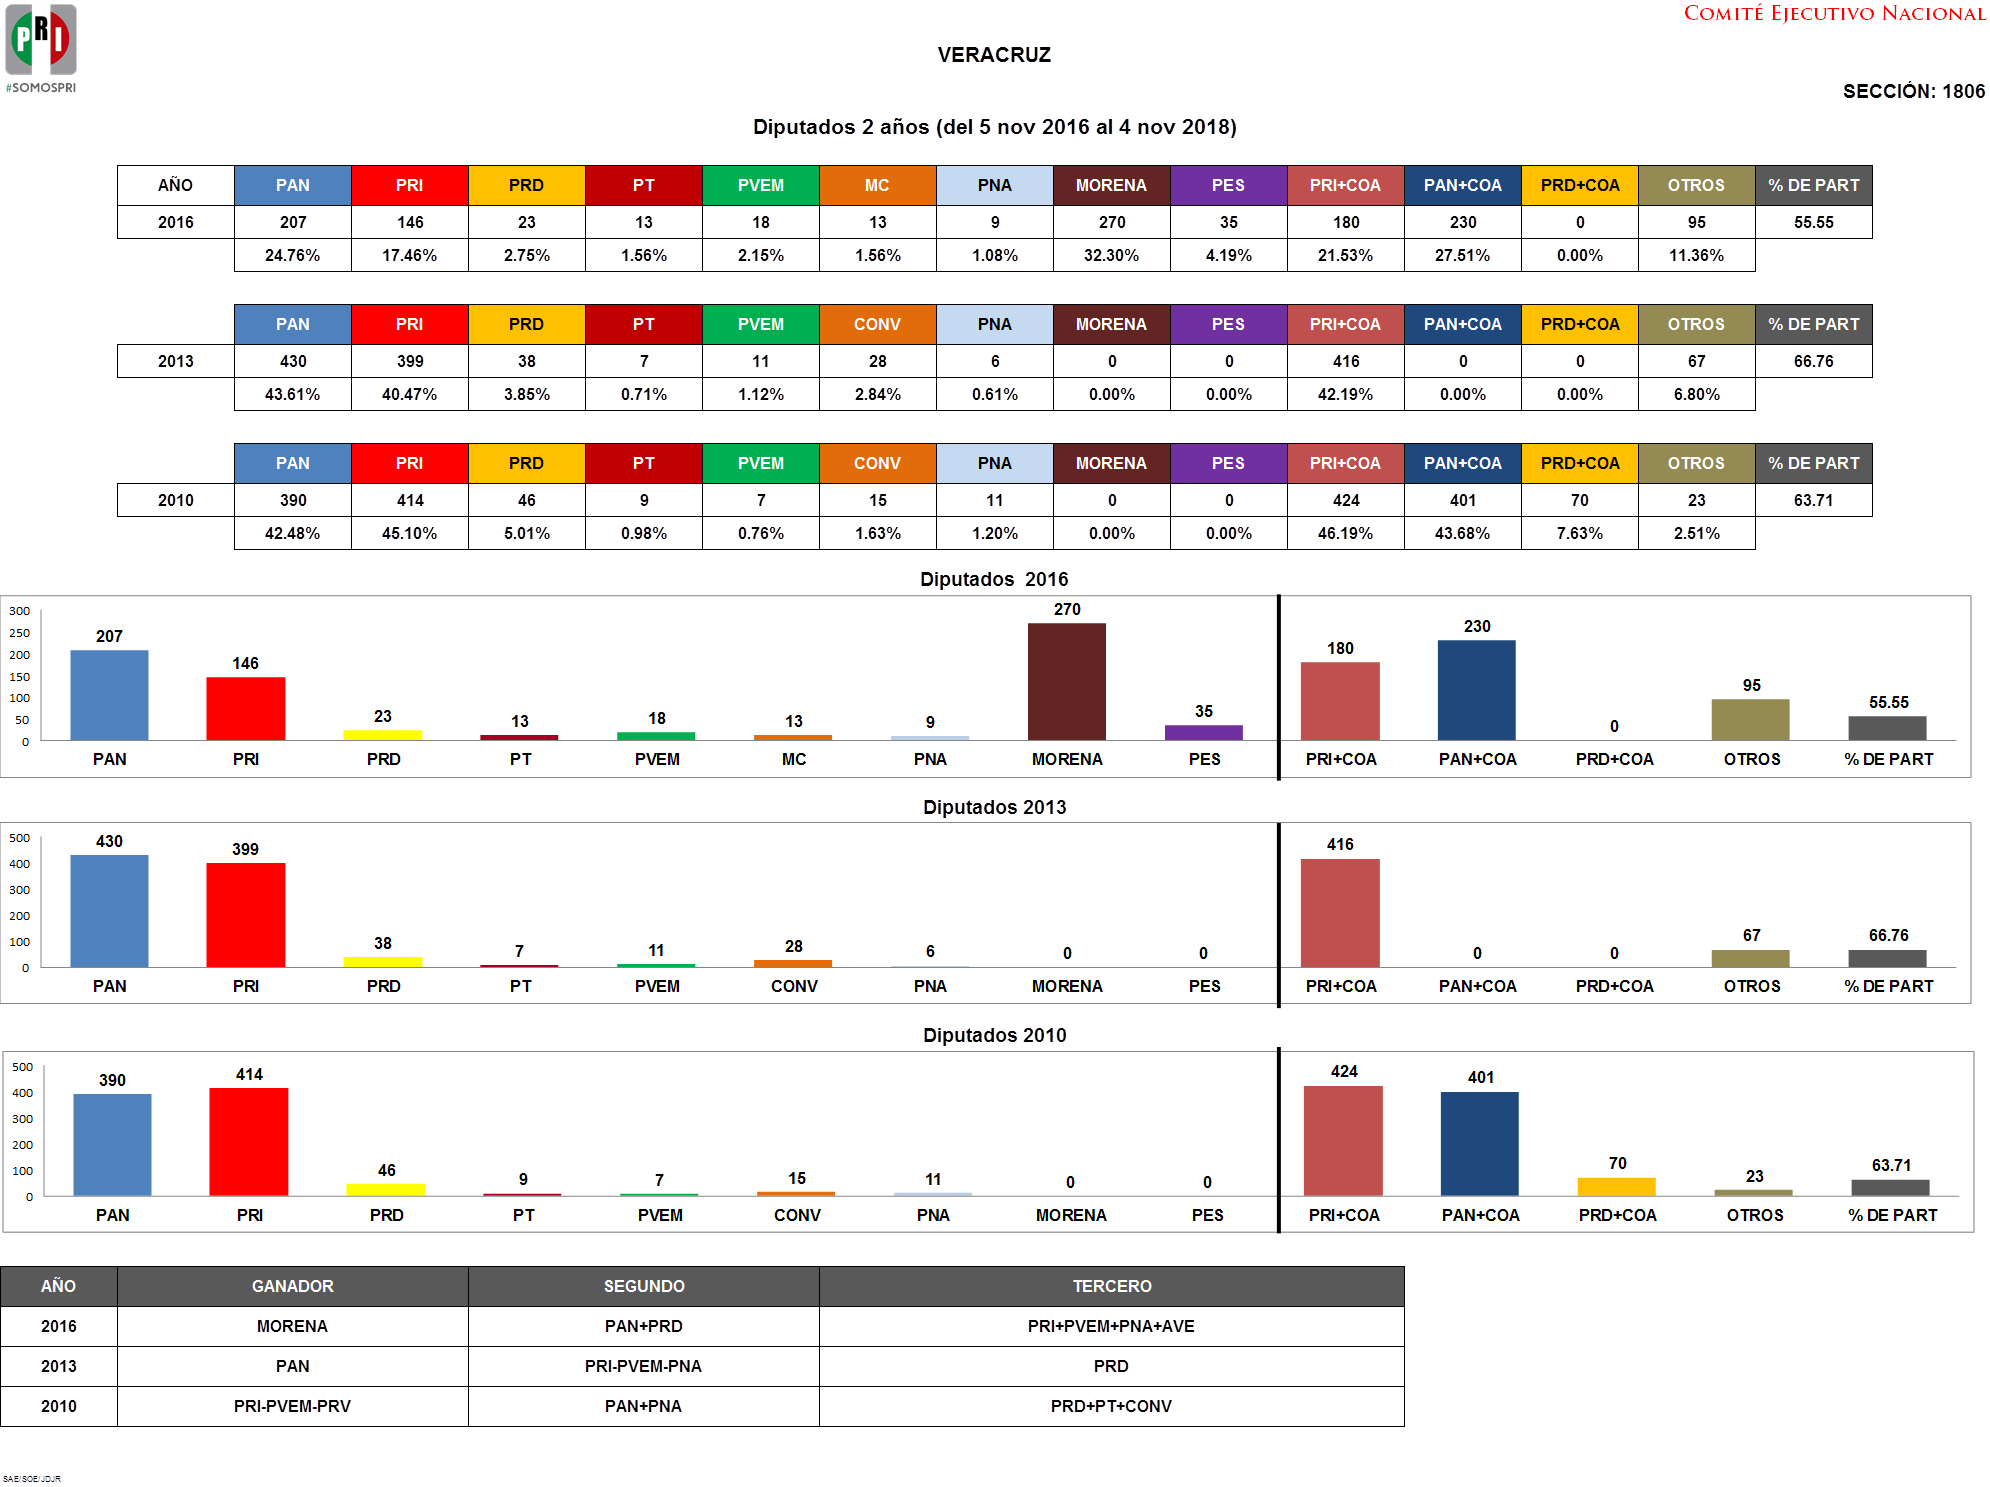 PRI
#SOMOSPRI
COMITÉ EJECUTIVO NACIONAL
VERACRUZ
SECCIÓN: 1806
Diputados 2 años (del 5 nov 2016 al 4 nov 2018)
AÑO PAN PRI PRD PT PVEM MC PNA MORENA PES PRI+COA PAN+COA PRD+COA OTROS % DE PART
2016 207 146 23 13 18 13 9 270 35 180 230 0 95 55.55
24.76% 17.46% 2.75% 1.56% 2.15% 1.56% 1.08% 32.30% 4.19% 21.53% 27.51% 0.00% 11.36%
PAN PRI PRD PT PVEM CONV PNA MORENA PES PRI+COA PAN+COA PRD+COA OTROS % DE PART
2013 430 399 38 7 11 28 6 0 0 416 0 0 67 66.76
43.61% 40.47% 3.85% 0.71% 1.12% 2.84% 0.61% 0.00% 0.00% 42.19% 0.00% 0.00% 6.80%
PAN PRI PRD PT PVEM CONV PNA MORENA PES PRI+COA PAN+COA PRD+COA OTROS % DE PART
2010 390 414 46 9 7 15 11 0 0 424 401 70 23 63.71
42.48% 45.10% 5.01% 0.98% 0.76% 1.63% 1.20% 0.00% 0.00% 46.19% 43.68% 7.63% 2.51%
Diputados 2016
300
250
200
150
100
50
0
207 146 23 13 18 13 9 270 35 180 230 0 95 55.55
PAN PRI PRD PT PVEM MC PNA MORENA PES PRI+COA PAN+COA PRD+COA OTROS % DE PART
Diputados 2013
500
400
300
200
100
0
430 399 38 7 11 28 6 0 0 416 0 0 67 66.76
PAN PRI PRD PT PVEM CONV PNA MORENA PES PRI+COA PAN+COA PRD+COA OTROS % DE PART
Diputados 2010
500
400
300
200
100
0
390 414 46 9 7 15 11 0 0 424 401 70 23 63.71
PAN PRI PRD PT PVEM CONV PNA MORENA PES PRI+COA PAN+COA PRD+COA OTROS % DE PART
AÑO GANADOR SEGUNDO TERCERO
2016 MORENA PAN+PRD PRI+PVEM+PNA+AVE
2013 PAN PRI-PVEM-PNA PRD
2010 PRI-PVEM-PRV PAN+PNA PRD+PT+CONV
SAE/SOE/JDJR